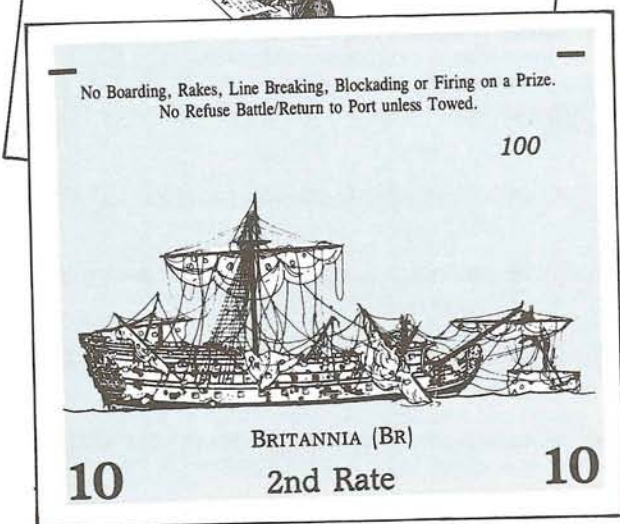 No Boarding, Rakes, Line Breaking, Blockading or Firing on a Prize.
No Refuse Battle/Return to Port unless Towed.
100
BRITANNIA (BR)
10 2nd Rate 10